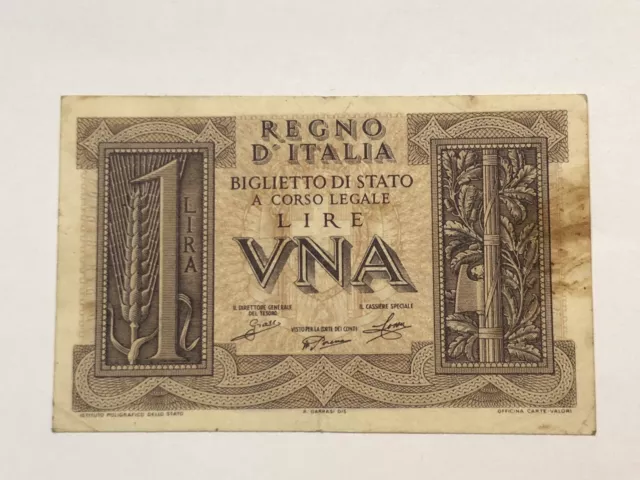 REGNO
D'ITALIA
BIGLIETTO DI STATO
A CORSO LEGALE
LIRE
VNA
1
LIRA
IL DIRETTORE GENERALE
DEL TESORO
IL CASSIERE SPECIALE
VISTO PER LA CORTE DEI CONTI
ISTITUTO POLIGRAFICO DELLO STATO
OFFICINA CARTE-VALORI